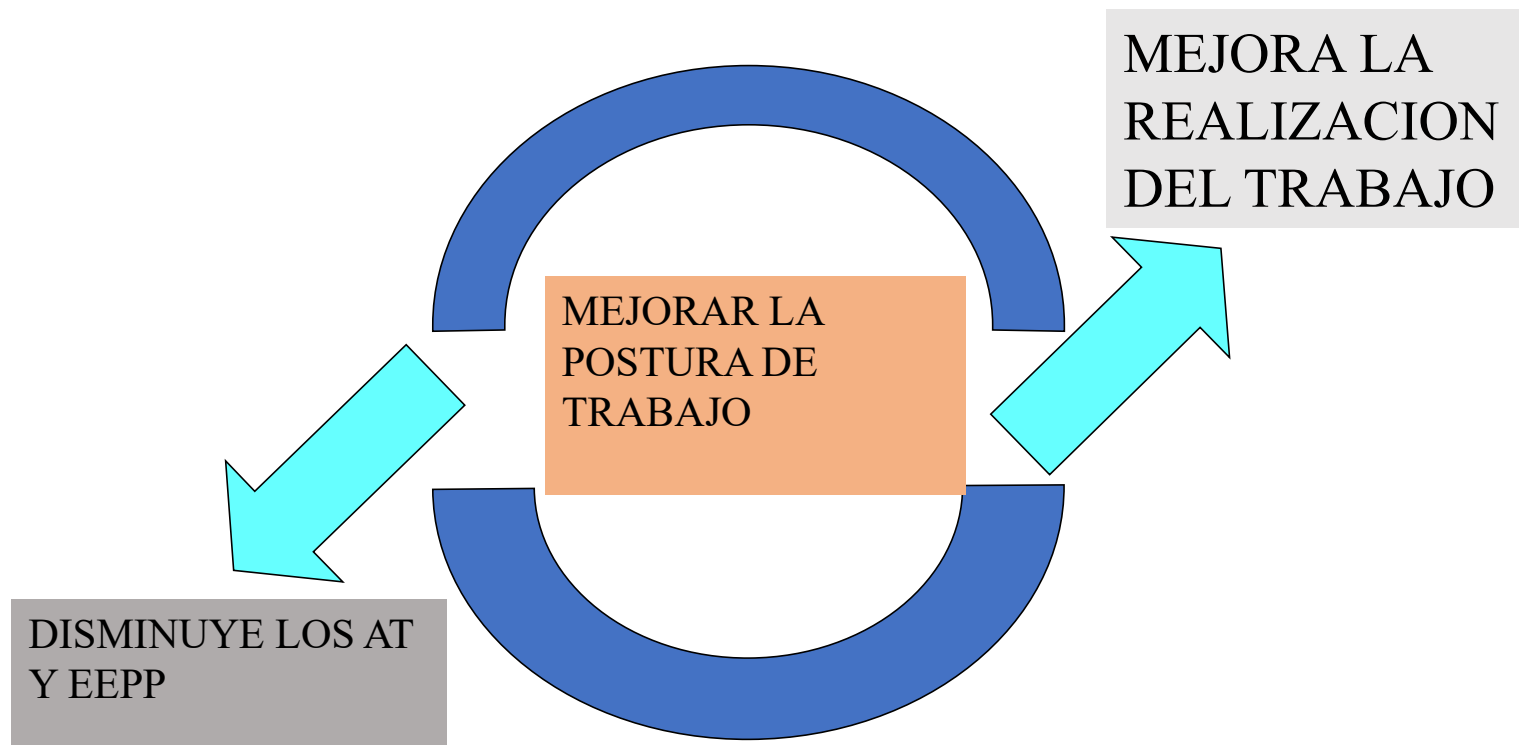 MEJORA LA
REALIZACION
DEL TRABAJO
MEJORAR LA
POSTURA DE
TRABAJO
DISMINUYE LOS AT
Y EEPP